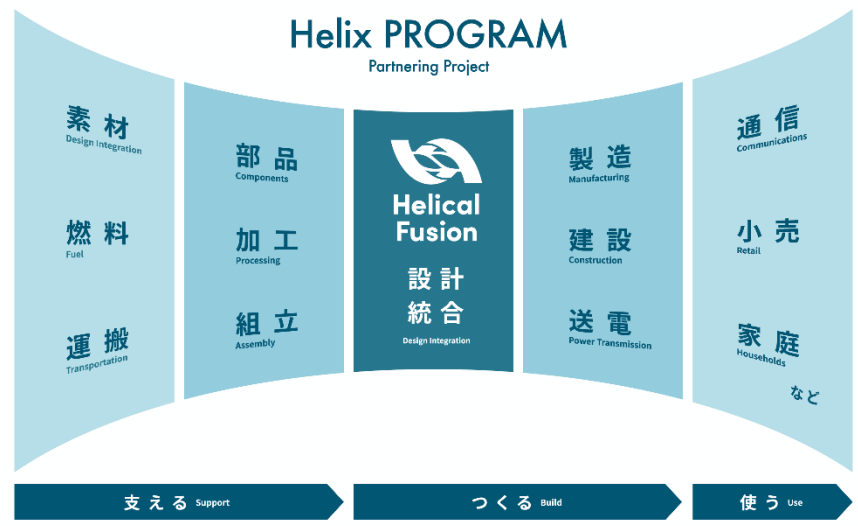 Helix PROGRAM
Partnering Project
素材
Design Integration
燃料
Fuel
運搬
Transportation
部品
Components
加工
Processing
組立
Assembly
Helical
Fusion
設計
統合
Design Integration
製造
Manufacturing
建設
Construction
送電
Power Transmission
通信
Communications
小売
Retail
家庭
Households
など
支える Support
つくる Build
使う Use